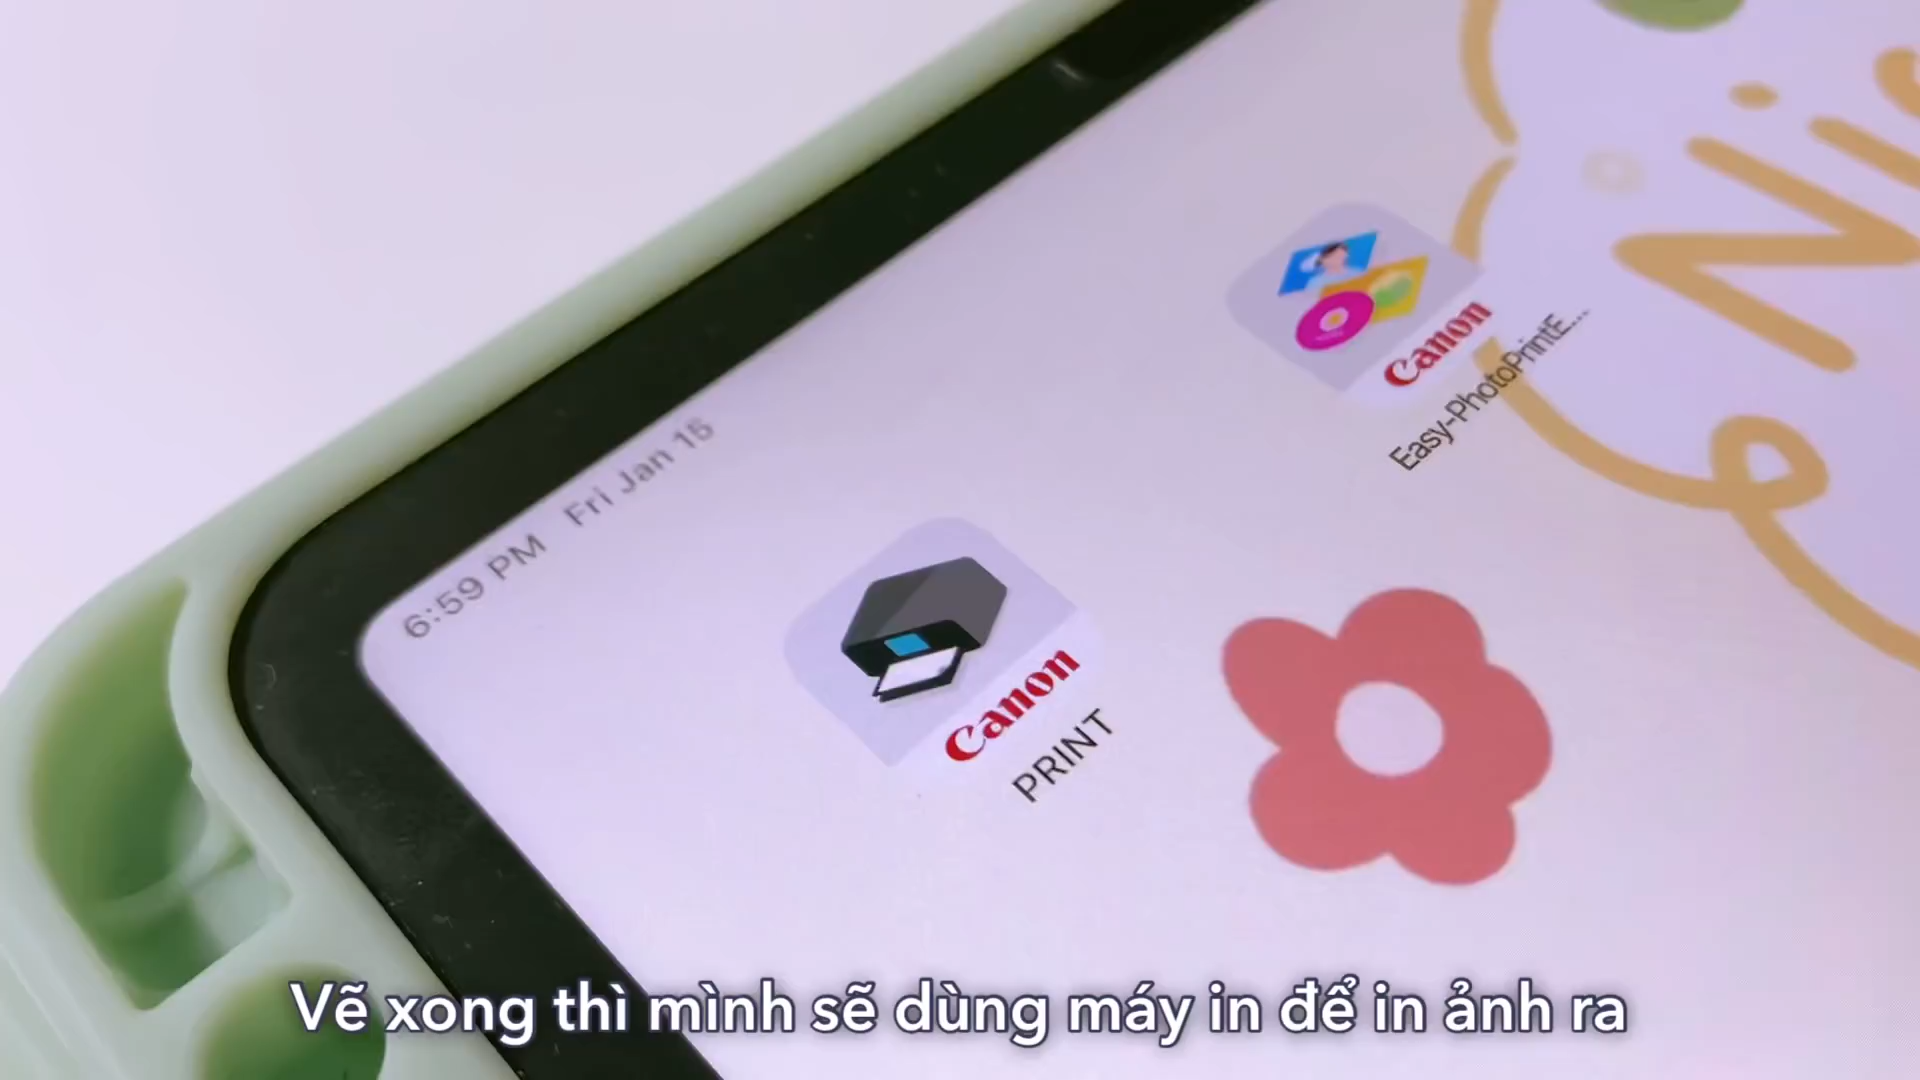 6:59 PM Fri Jan 15
Canon
Easy-PhotoPrintE...
Canon
PRINT
Vẽ xong thì mình sẽ dùng máy in để in ảnh ra